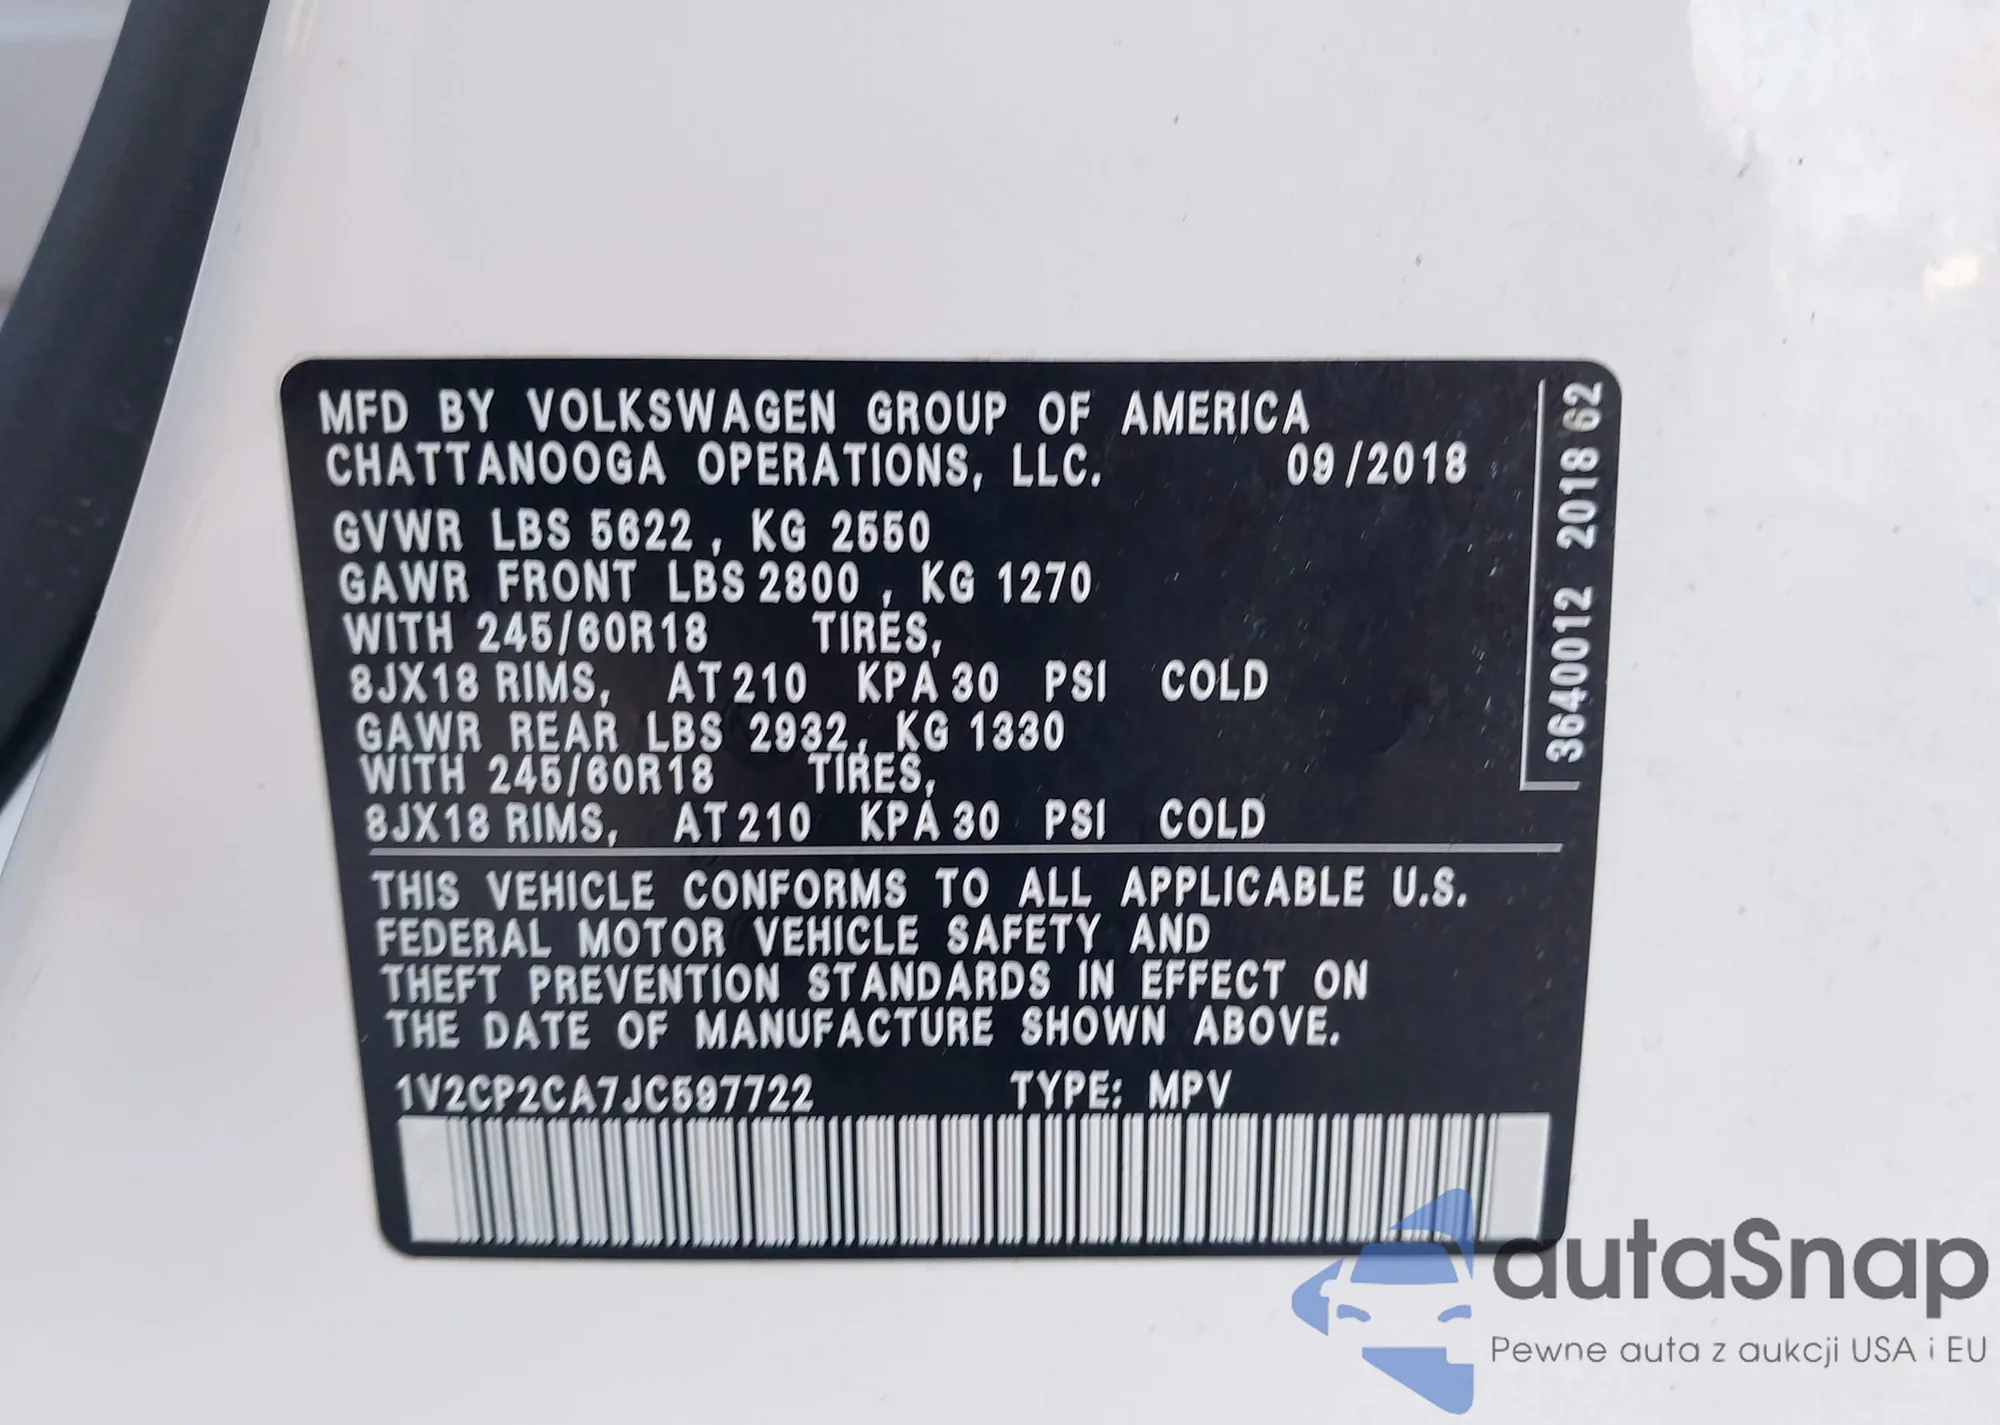 MFD BY VOLKSWAGEN GROUP OF AMERICA
CHATTANOOGA OPERATIONS, LLC. 09/2018
GVWR LBS 5622 , KG 2550
GAWR FRONT LBS 2800 , KG 1270
WITH 245/60R18 TIRES,
8JX18 RIMS, AT 210 KPA 30 PSI COLD
GAWR REAR LBS 2932, KG 1330
WITH 245/60R18 TIRES,
8JX18 RIMS, AT 210 KPA 30 PSI COLD
THIS VEHICLE CONFORMS TO ALL APPLICABLE U.S.
FEDERAL MOTOR VEHICLE SAFETY AND
THEFT PREVENTION STANDARDS IN EFFECT ON
THE DATE OF MANUFACTURE SHOWN ABOVE.
1V2CP2CA7JC597722 TYPE: MPV
3640012 2018 62
autaSnap
Pewne auta z aukcji USA i EU